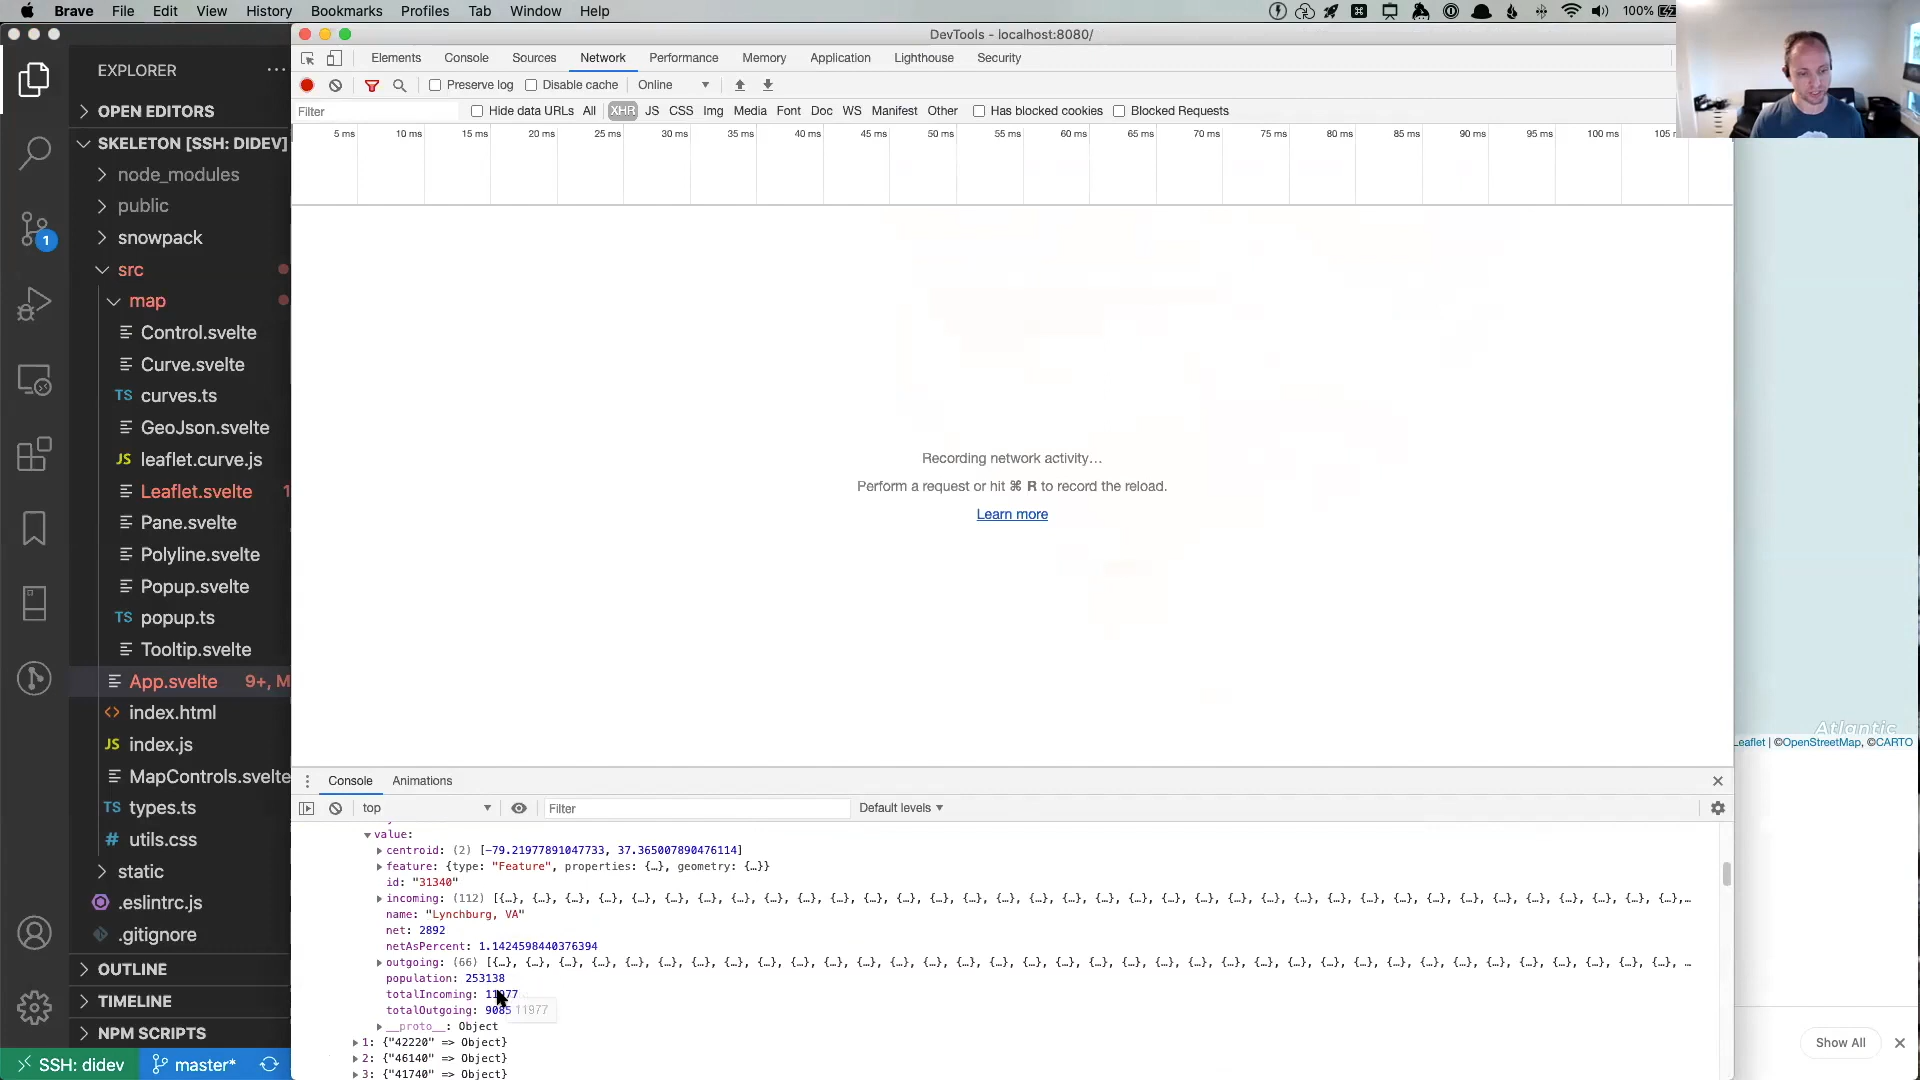 Brave File Edit View History Bookmarks Profiles Tab Window Help 100%
DevTools - localhost:8080/
EXPLORER ···
Elements Console Sources Network Performance Memory Application Lighthouse Security
Preserve log Disable cache Online
Filter Hide data URLs All XHR JS CSS Img Media Font Doc WS Manifest Other Has blocked cookies Blocked Requests
5 ms 10 ms 15 ms 20 ms 25 ms 30 ms 35 ms 40 ms 45 ms 50 ms 55 ms 60 ms 65 ms 70 ms 75 ms 80 ms 85 ms 90 ms 95 ms 100 ms 105
OPEN EDITORS
SKELETON [SSH: DIDEV]
node_modules
public
snowpack
1
src
map
Control.svelte
Curve.svelte
TS curves.ts
GeoJson.svelte
JS leaflet.curve.js
Leaflet.svelte 1
Pane.svelte
Polyline.svelte
Popup.svelte
TS popup.ts
Tooltip.svelte
App.svelte 9+, M
<> index.html
JS index.js
MapControls.svelte
TS types.ts
# utils.css
static
.eslintrc.js
.gitignore
OUTLINE
TIMELINE
NPM SCRIPTS
SSH: didev master*
Recording network activity…
Perform a request or hit ⌘ R to record the reload.
Learn more
Atlantic
Leaflet | ©OpenStreetMap, ©CARTO
Console Animations
top Filter Default levels
value:
centroid: (2) [-79.21977891047733, 37.365007890476114]
feature: {type: "Feature", properties: {…}, geometry: {…}}
id: "31340"
incoming: (112) [{…}, {…}, {…}, {…}, {…}, {…}, {…}, {…}, {…}, {…}, {…}, {…}, {…}, {…}, {…}, {…}, {…}, {…}, {…}, {…}, {…}, {…}, {…}, {…}, {…}, {…}, {…}, {…}, {…}, {…}, {…}, {…}, {…}, {…}, {…}, {…},…
name: "Lynchburg, VA"
net: 2892
netAsPercent: 1.1424598440376394
outgoing: (66) [{…}, {…}, {…}, {…}, {…}, {…}, {…}, {…}, {…}, {…}, {…}, {…}, {…}, {…}, {…}, {…}, {…}, {…}, {…}, {…}, {…}, {…}, {…}, {…}, {…}, {…}, {…}, {…}, {…}, {…}, {…}, {…}, {…}, {…}, {…}, {…}, …
population: 253138
totalIncoming: 11977
totalOutgoing: 9085 11977
__proto__: Object
1: {"42220" => Object}
2: {"46140" => Object}
3: {"41740" => Object}
Show All